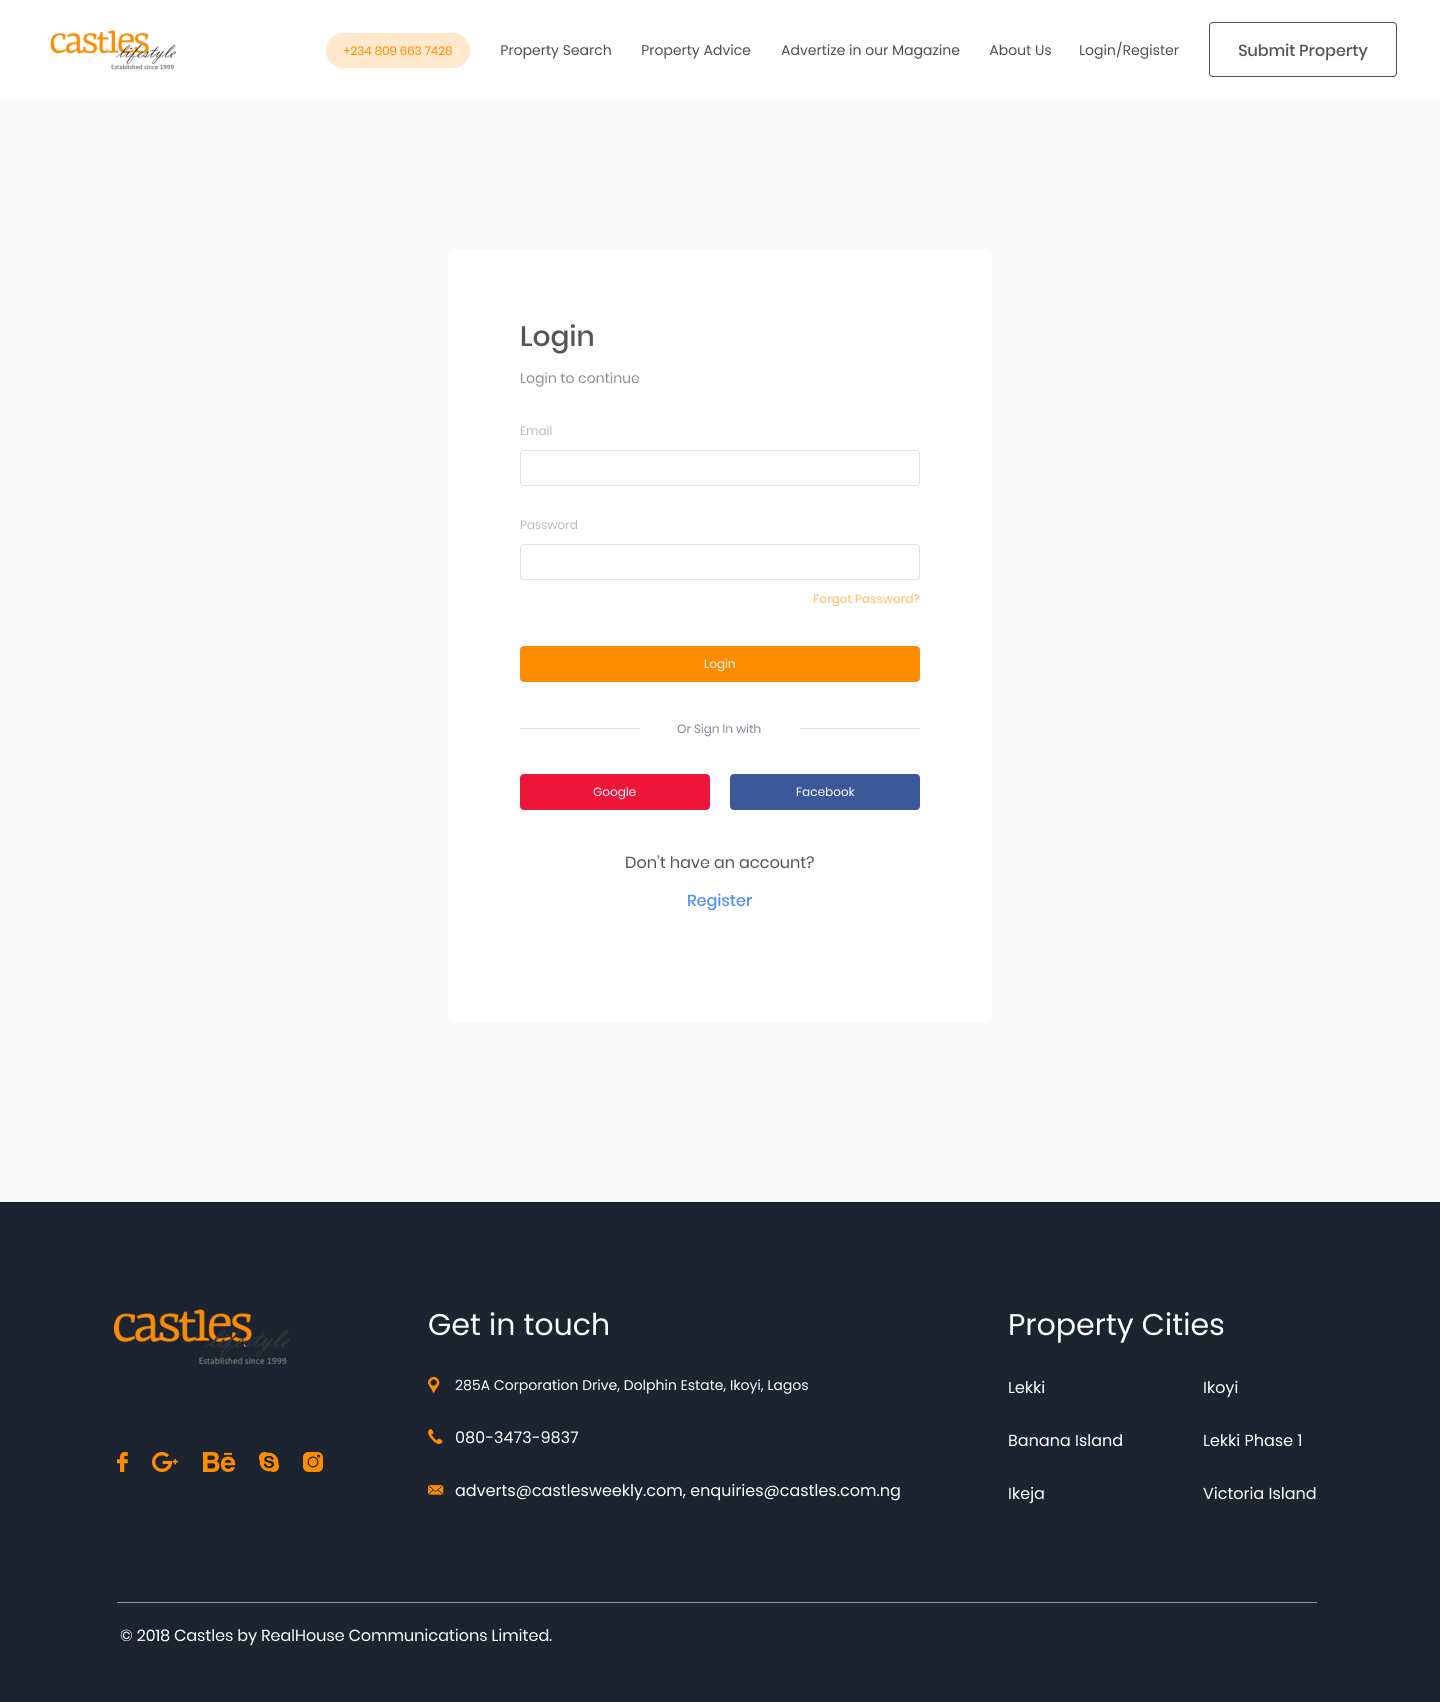 castles
lifestyle
Established since 1999
+234 809 663 7428
Property Search
Property Advice
Advertize in our Magazine
About Us
Login/Register
Submit Property
Login
Login to continue
Email
Password
Forgot Password?
Login
Or Sign In with
Google
Facebook
Don't have an account?
Register
castles
lifestyle
Established since 1999
Get in touch
285A Corporation Drive, Dolphin Estate, Ikoyi, Lagos
080-3473-9837
adverts@castlesweekly.com, enquiries@castles.com.ng
Property Cities
Lekki
Ikoyi
Banana Island
Lekki Phase 1
Ikeja
Victoria Island
© 2018 Castles by RealHouse Communications Limited.